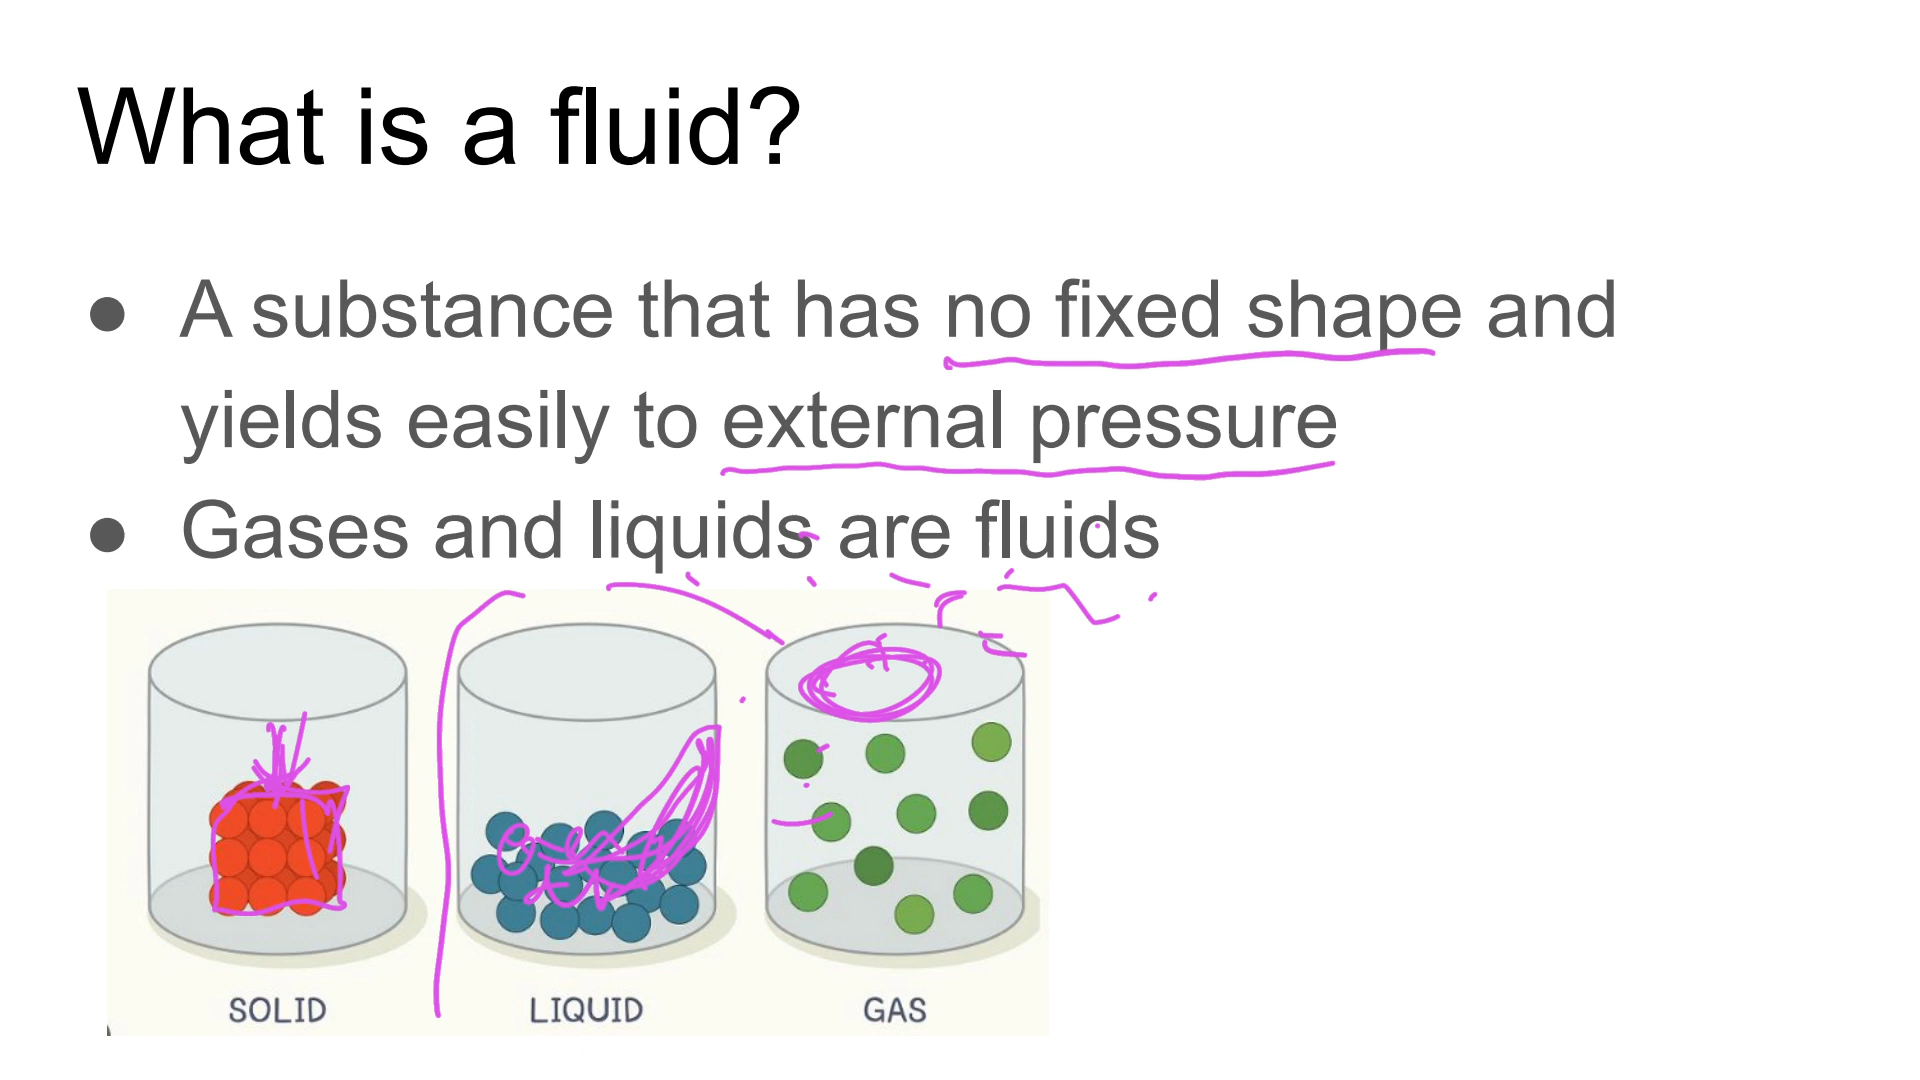 What is a fluid?
● A substance that has no fixed shape and
yields easily to external pressure
● Gases and liquids are fluids
SOLID LIQUID GAS